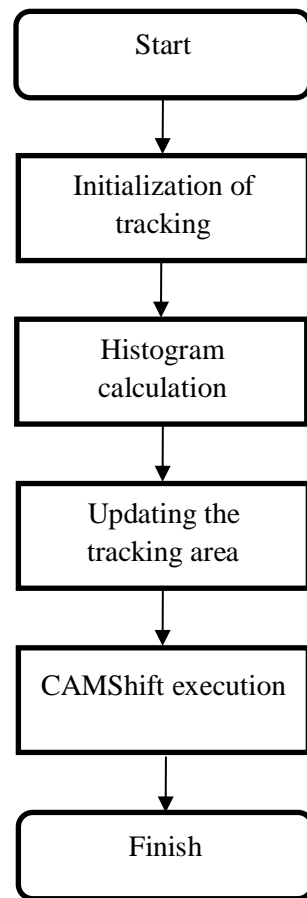 Start
Initialization of
tracking
Histogram
calculation
Updating the
tracking area
CAMShift execution
Finish